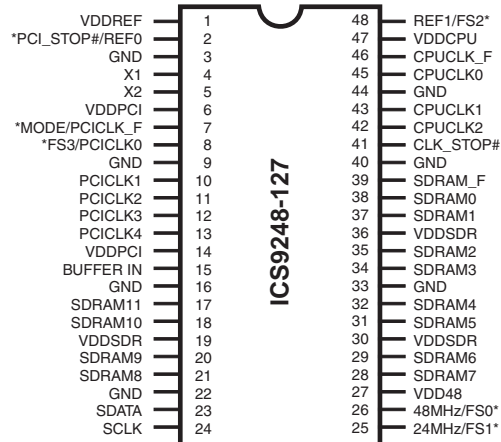 VDDREF 1 48 REF1/FS2*
*PCI_STOP#/REF0 2 47 VDDCPU
GND 3 46 CPUCLK_F
X1 4 45 CPUCLK0
X2 5 44 GND
VDDPCI 6 43 CPUCLK1
*MODE/PCICLK_F 7 42 CPUCLK2
*FS3/PCICLK0 8 41 CLK_STOP#
GND 9 40 GND
PCICLK1 10 39 SDRAM_F
PCICLK2 11 38 SDRAM0
PCICLK3 12 37 SDRAM1
PCICLK4 13 36 VDDSDR
VDDPCI 14 35 SDRAM2
BUFFER IN 15 34 SDRAM3
GND 16 33 GND
SDRAM11 17 32 SDRAM4
SDRAM10 18 31 SDRAM5
VDDSDR 19 30 VDDSDR
SDRAM9 20 29 SDRAM6
SDRAM8 21 28 SDRAM7
GND 22 27 VDD48
SDATA 23 26 48MHz/FS0*
SCLK 24 25 24MHz/FS1*
ICS9248-127